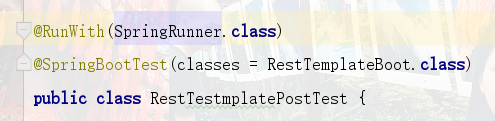 @RunWith(SpringRunner.class)
@SpringBootTest(classes = RestTemplateBoot.class)
public class RestTestmplatePostTest {